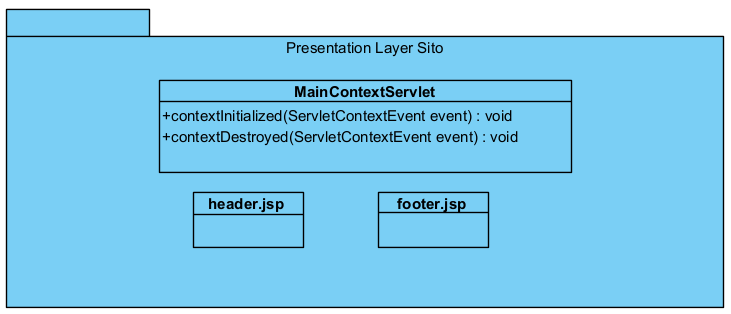 Presentation Layer Sito
MainContextServlet
+contextInitialized(ServletContextEvent event) : void
+contextDestroyed(ServletContextEvent event) : void
header.jsp
footer.jsp